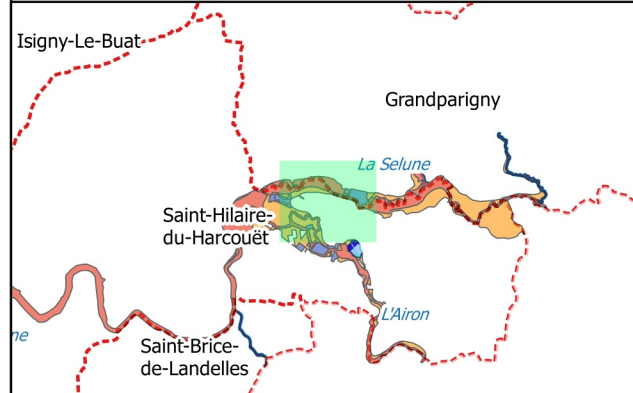 Isigny-Le-Buat
Grandparigny
La Selune
Saint-Hilaire-
du-Harcouët
L'Airon
ne
Saint-Brice-
de-Landelles